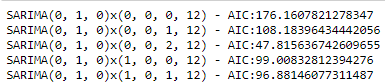 SARIMA(0, 1, 0)x(0, 0, 0, 12) - AIC:176.1607821278347
SARIMA(0, 1, 0)x(0, 0, 1, 12) - AIC:108.18396434442056
SARIMA(0, 1, 0)x(0, 0, 2, 12) - AIC:47.815636742609655
SARIMA(0, 1, 0)x(1, 0, 0, 12) - AIC:99.00832812394276
SARIMA(0, 1, 0)x(1, 0, 1, 12) - AIC:96.88146077311487